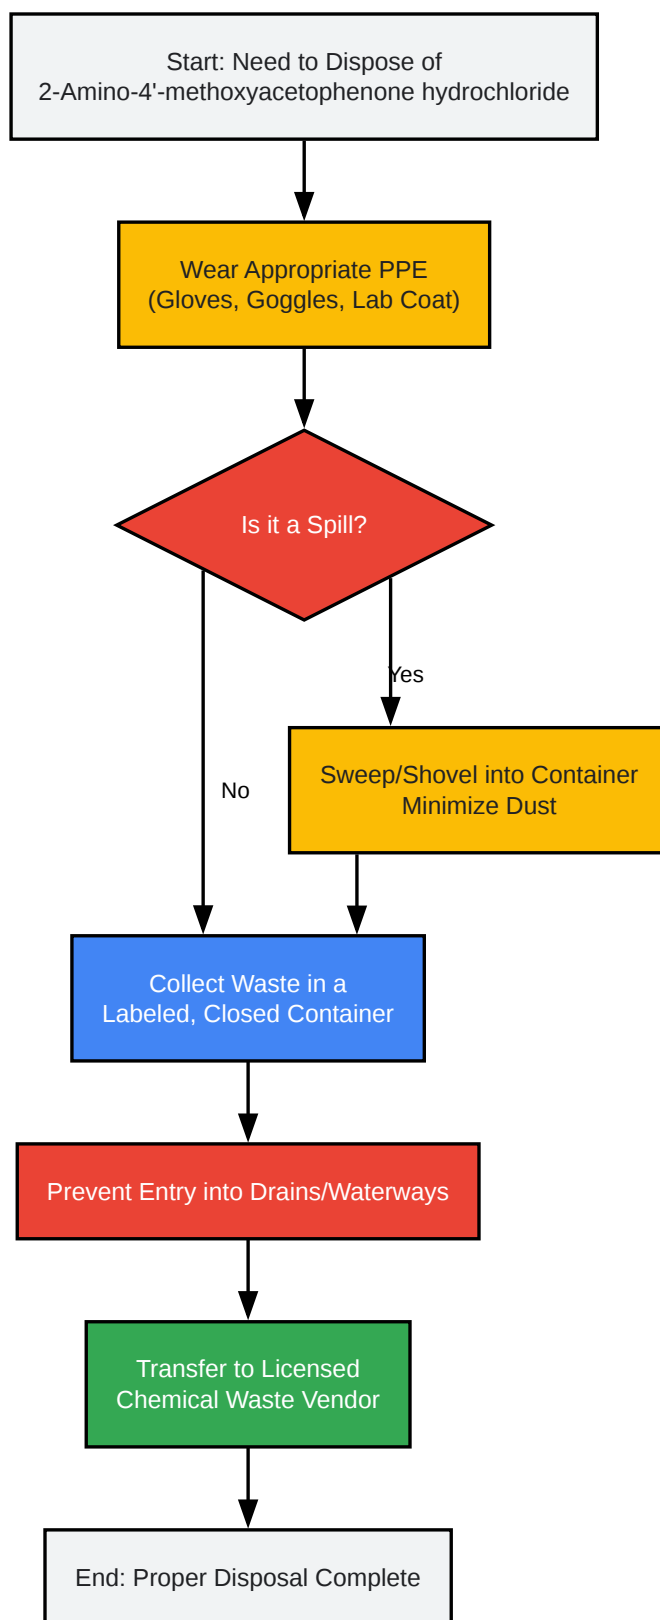 Start: Need to Dispose of
2-Amino-4'-methoxyacetophenone hydrochloride
Wear Appropriate PPE
(Gloves, Goggles, Lab Coat)
Is it a Spill?
Yes
Sweep/Shovel into Container
Minimize Dust
No
Collect Waste in a
Labeled, Closed Container
Prevent Entry into Drains/Waterways
Transfer to Licensed
Chemical Waste Vendor
End: Proper Disposal Complete